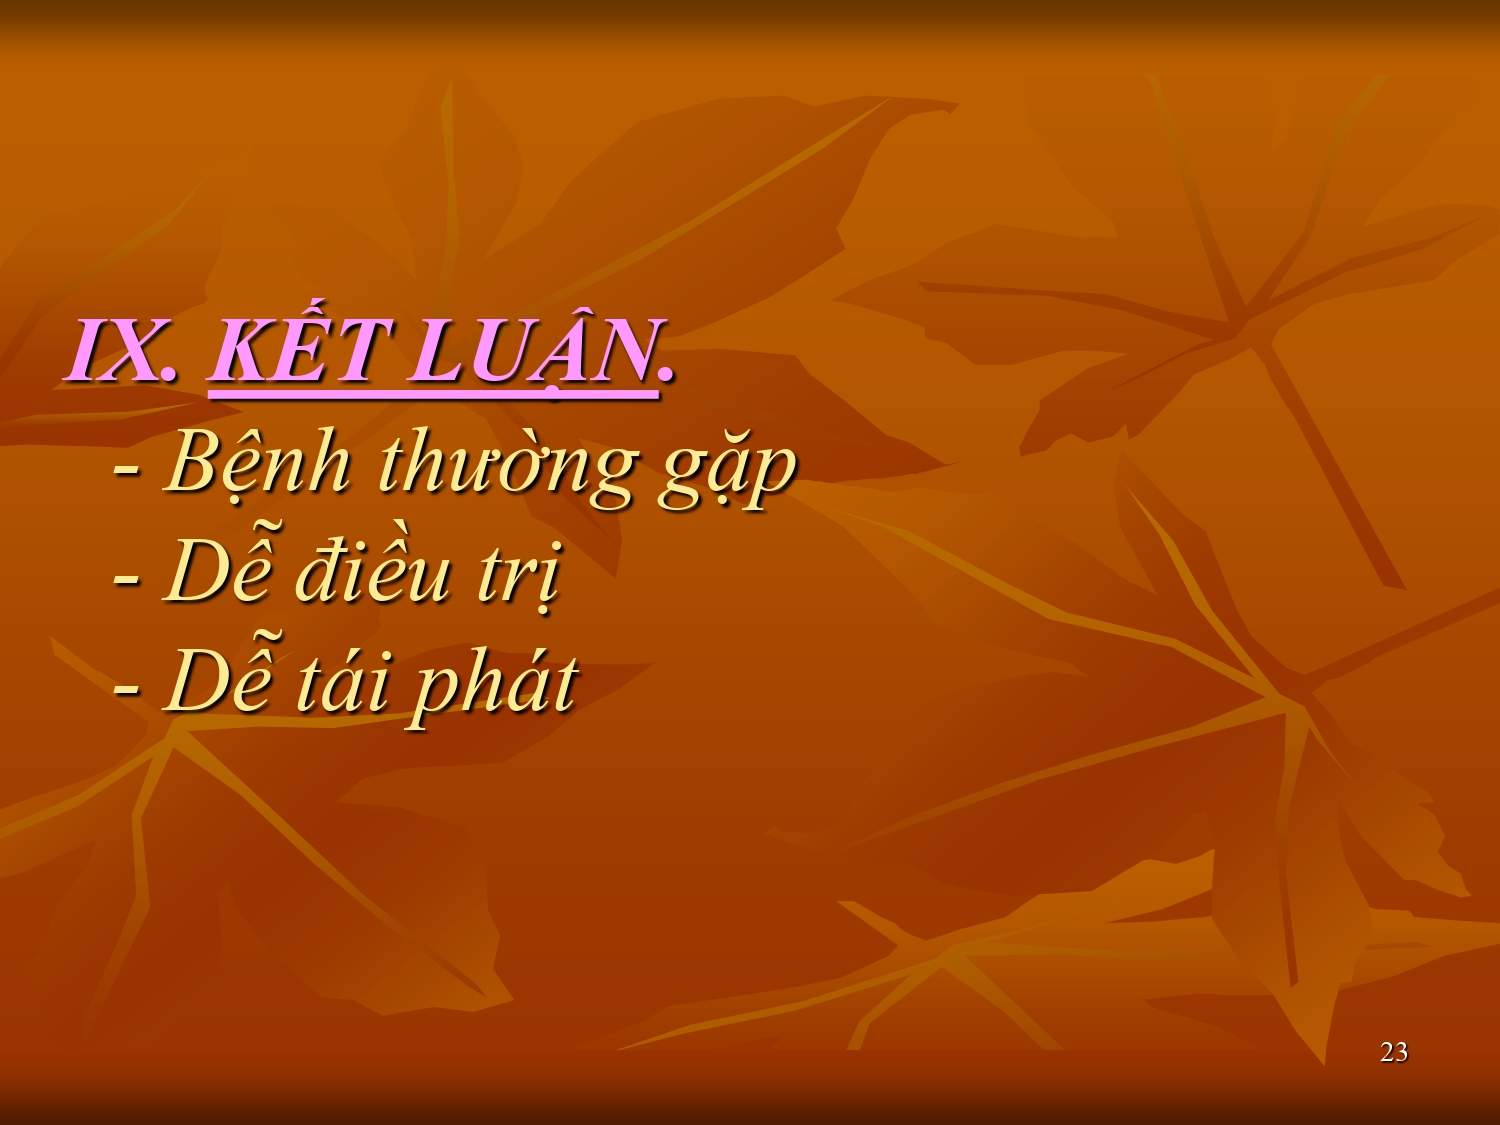 IX. KẾT LUẬN.
- Bệnh thường gặp
- Dễ điều trị
- Dễ tái phát
23